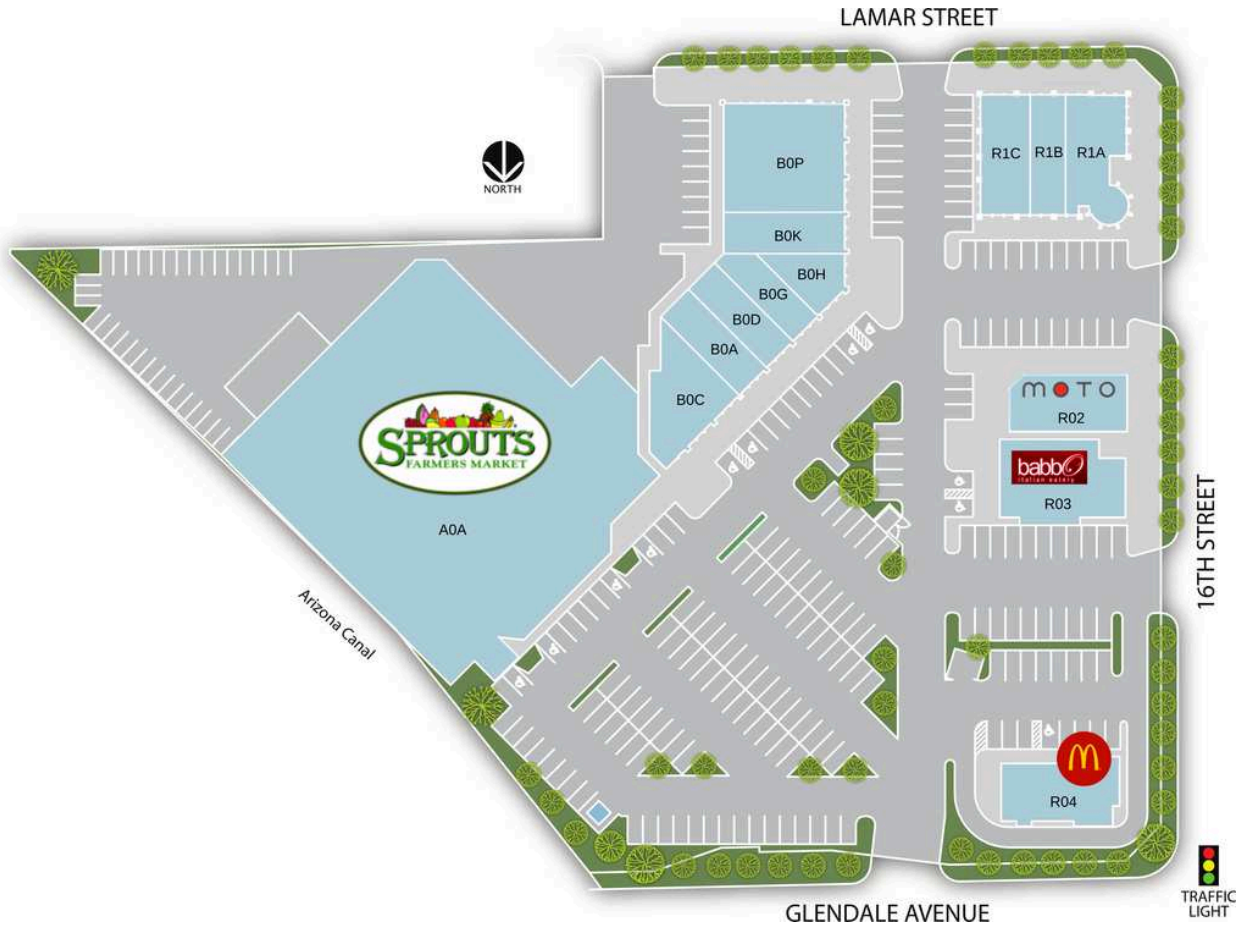 LAMAR STREET
NORTH
B0P
R1C
R1B
R1A
B0K
B0H
B0G
B0D
B0A
B0C
moto
R02
SPROUTS
FARMERS MARKET
A0A
babbo
italian eatery
R03
16TH STREET
Arizona Canal
M
R04
TRAFFIC
LIGHT
GLENDALE AVENUE